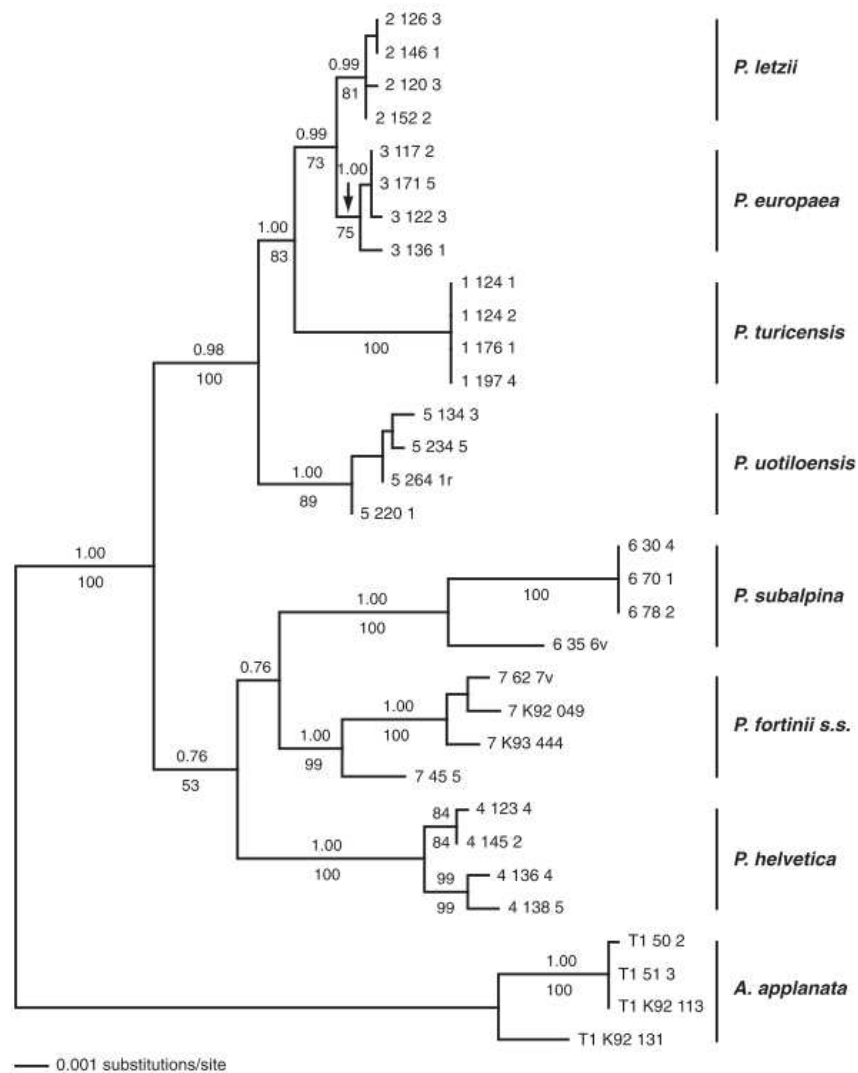 2 126 3
2 146 1
0.99
2 120 3
81
2 152 2
P. letzii
0.99
73
1.00
3 117 2
3 171 5
3 122 3
75
3 136 1
P. europaea
1.00
83
1 124 1
1 124 2
100
1 176 1
1 197 4
P. turicensis
0.98
100
5 134 3
5 234 5
1.00
5 264 1r
89
5 220 1
P. uotiloensis
1.00
100
6 30 4
6 70 1
100
6 78 2
1.00
100
6 35 6v
P. subalpina
0.76
7 62 7v
1.00
7 K92 049
100
1.00
7 K93 444
99
7 45 5
P. fortinii s.s.
0.76
53
84
4 123 4
84
4 145 2
1.00
100
99
4 136 4
99
4 138 5
P. helvetica
T1 50 2
1.00
T1 51 3
100
T1 K92 113
T1 K92 131
A. applanata
0.001 substitutions/site